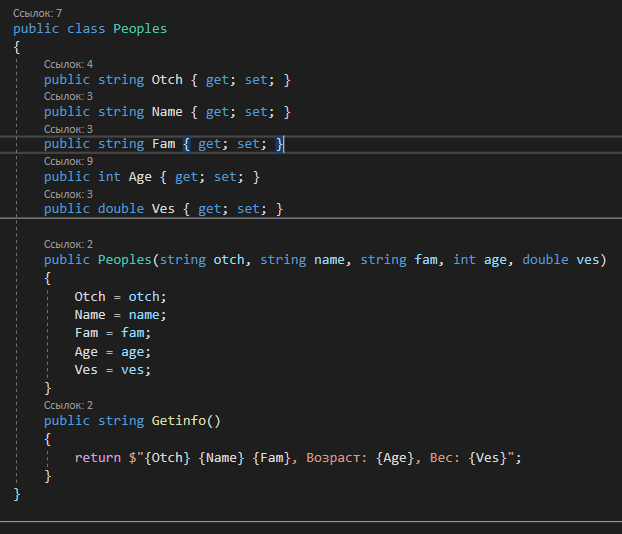 Ссылок: 7
public class Peoples
{
Ссылок: 4
public string Otch { get; set; }
Ссылок: 3
public string Name { get; set; }
Ссылок: 3
public string Fam { get; set; }
Ссылок: 9
public int Age { get; set; }
Ссылок: 3
public double Ves { get; set; }
Ссылок: 2
public Peoples(string otch, string name, string fam, int age, double ves)
{
Otch = otch;
Name = name;
Fam = fam;
Age = age;
Ves = ves;
}
Ссылок: 2
public string Getinfo()
{
return $"{Otch} {Name} {Fam}, Возраст: {Age}, Вес: {Ves}";
}
}